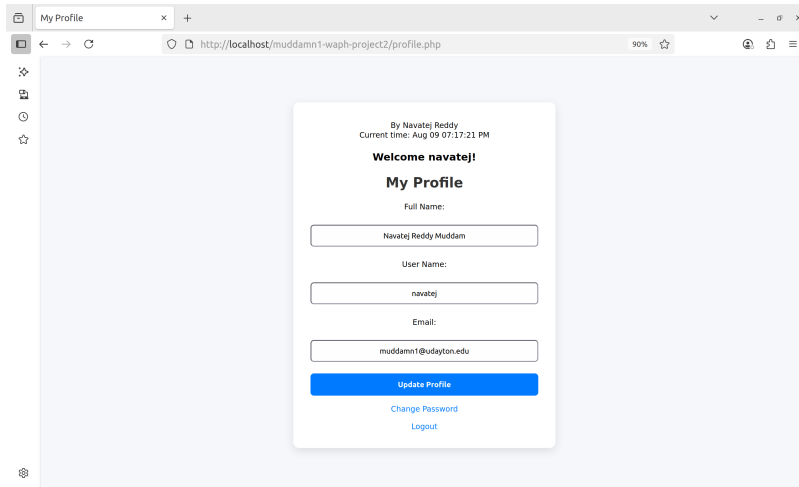 My Profile
http://localhost/muddamn1-waph-project2/profile.php
90%
By Navatej Reddy
Current time: Aug 09 07:17:21 PM
Welcome navatej!
My Profile
Full Name:
Navatej Reddy Muddam
User Name:
navatej
Email:
muddamn1@udayton.edu
Update Profile
Change Password
Logout